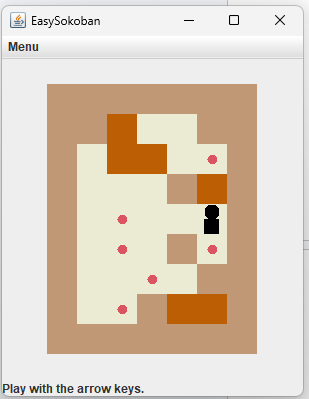 EasySokoban
Menu
Play with the arrow keys.